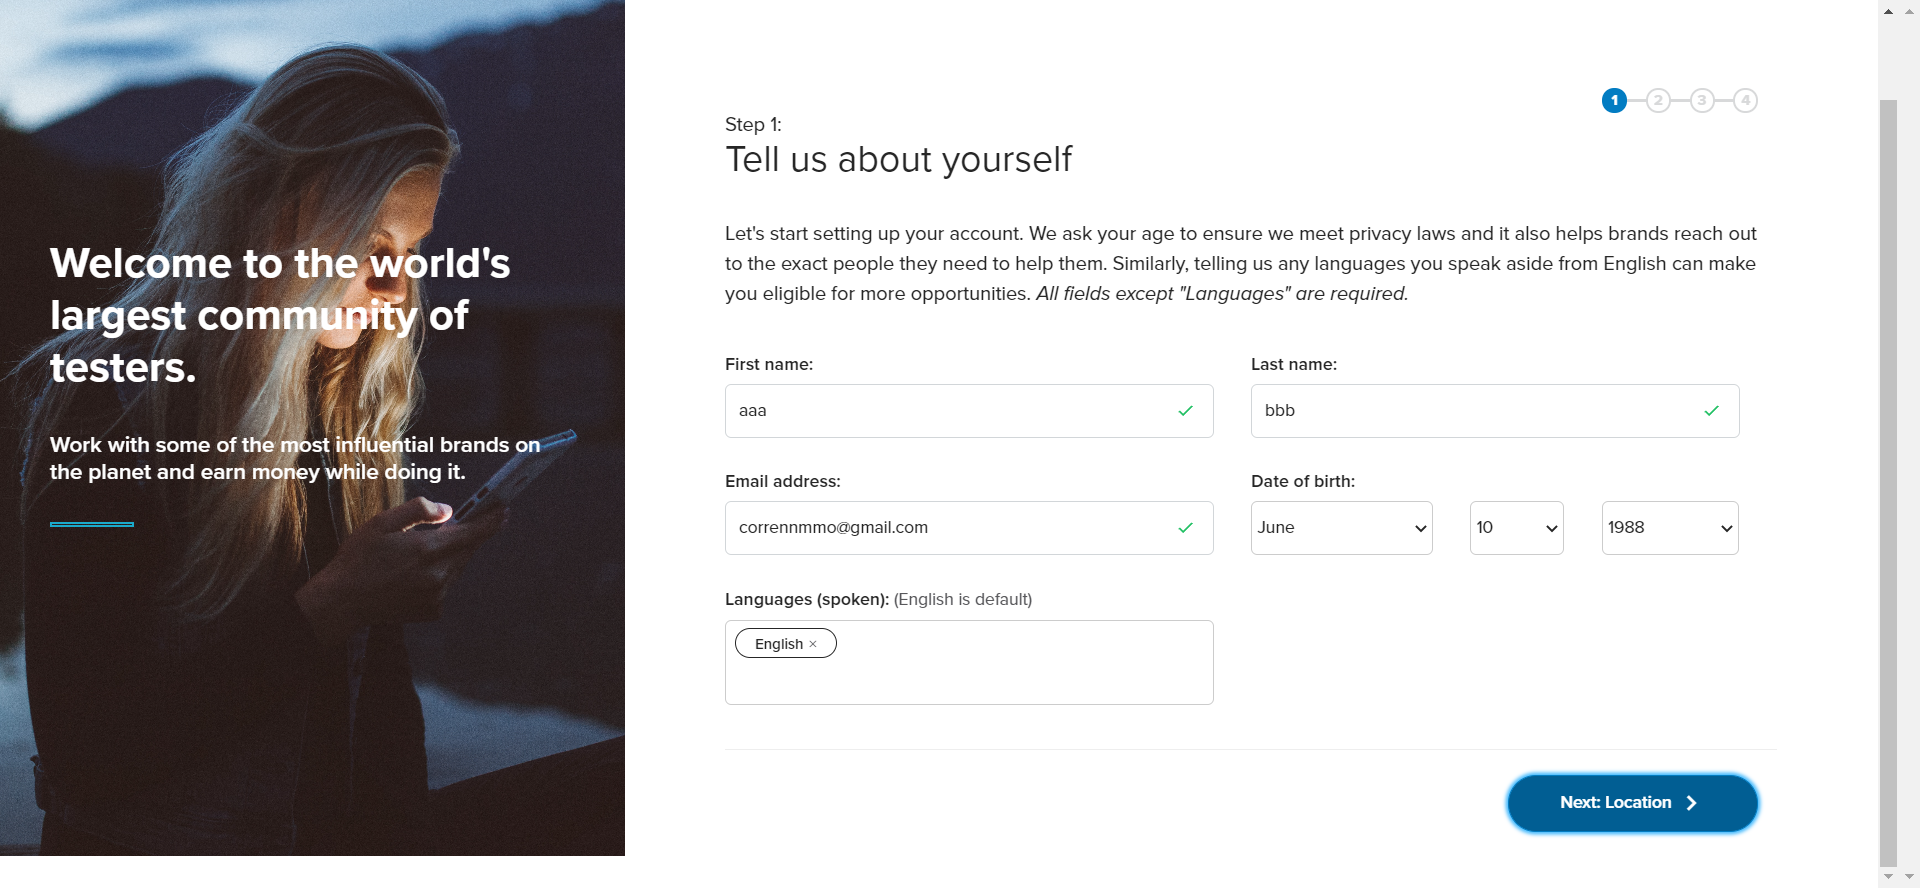 Welcome to the world's
largest community of
testers.
Work with some of the most influential brands on
the planet and earn money while doing it.
1 2 3 4
Step 1:
Tell us about yourself
Let's start setting up your account. We ask your age to ensure we meet privacy laws and it also helps brands reach out
to the exact people they need to help them. Similarly, telling us any languages you speak aside from English can make
you eligible for more opportunities. All fields except "Languages" are required.
First name: Last name:
aaa bbb
Email address: Date of birth:
corrennmmo@gmail.com June 10 1988
Languages (spoken): (English is default)
English ×
Next: Location